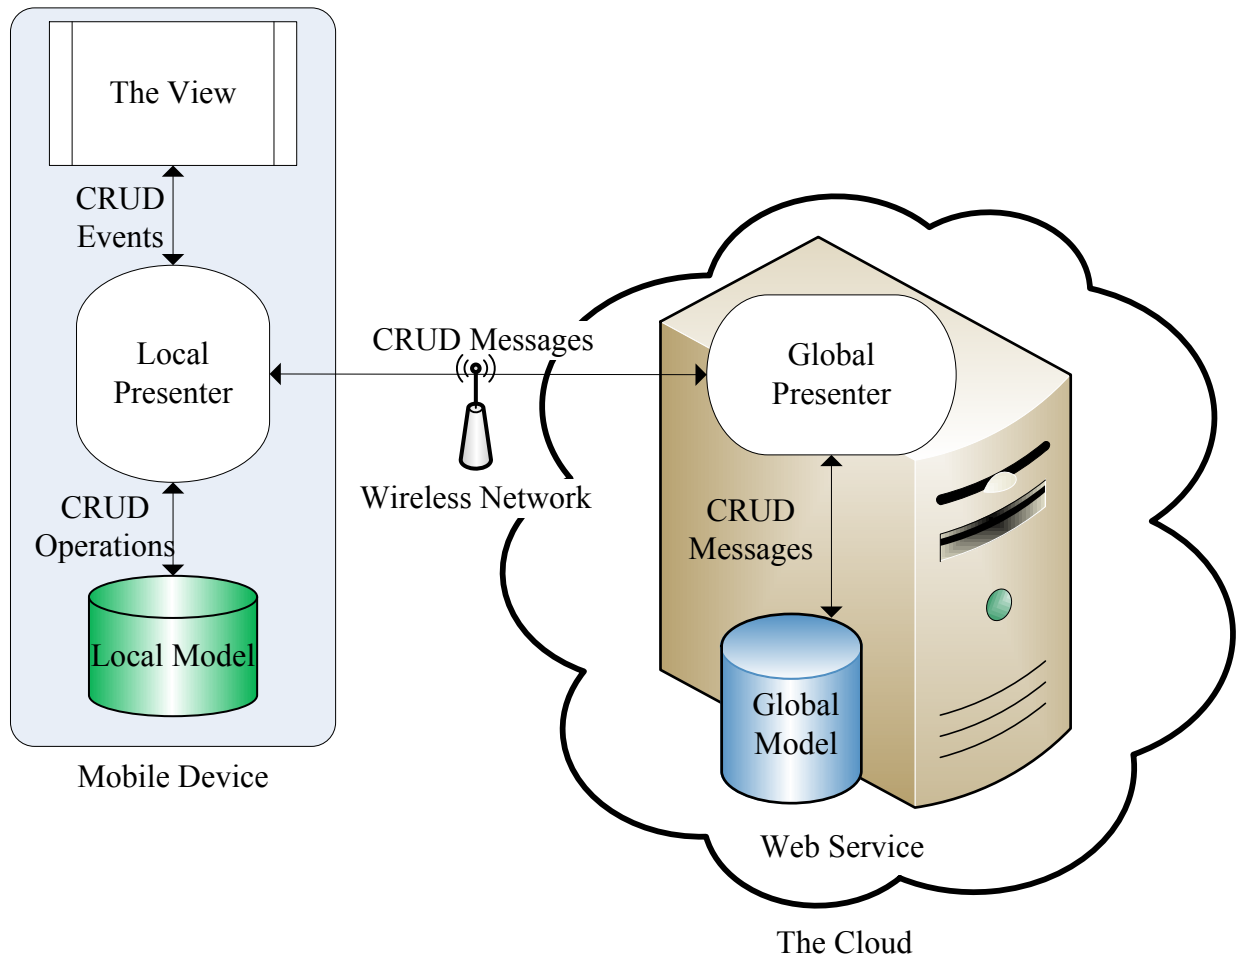 The View
CRUD
Events
Local
Presenter
CRUD
Operations
Local Model
Mobile Device
CRUD Messages
Wireless Network
Global
Presenter
CRUD
Messages
Global
Model
Web Service
The Cloud